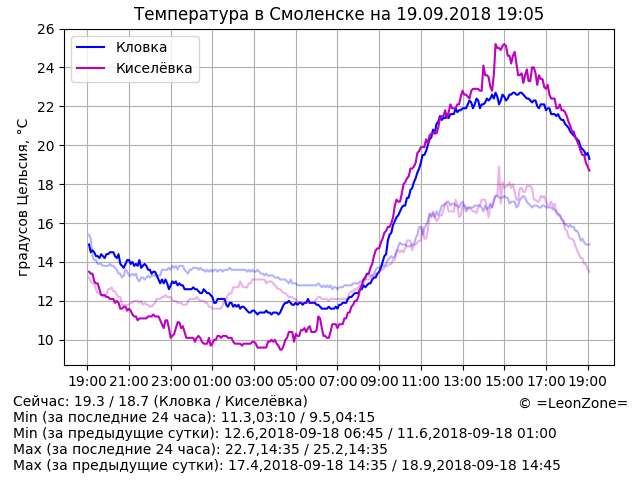 Температура в Смоленске на 19.09.2018 19:05
Кловка
Киселёвка
градусов Цельсия, °C
26
24
22
20
18
16
14
12
10
19:00 21:00 23:00 01:00 03:00 05:00 07:00 09:00 11:00 13:00 15:00 17:00 19:00
Сейчас: 19.3 / 18.7 (Кловка / Киселёвка)
© =LeonZone=
Min (за последние 24 часа): 11.3,03:10 / 9.5,04:15
Min (за предыдущие сутки): 12.6,2018-09-18 06:45 / 11.6,2018-09-18 01:00
Max (за последние 24 часа): 22.7,14:35 / 25.2,14:35
Max (за предыдущие сутки): 17.4,2018-09-18 14:35 / 18.9,2018-09-18 14:45